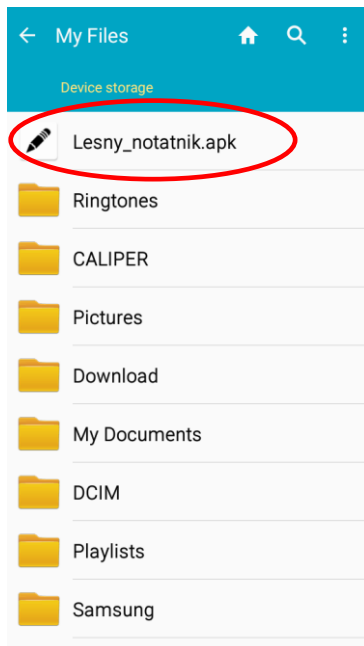 My Files
Device storage
Lesny_notatnik.apk
Ringtones
CALIPER
Pictures
Download
My Documents
DCIM
Playlists
Samsung